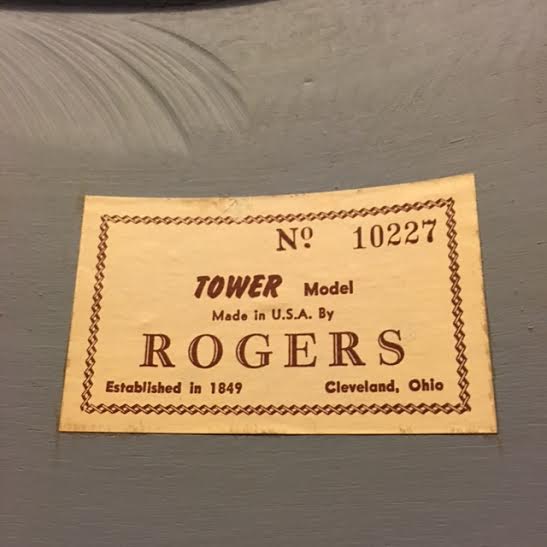 Nº 10227
TOWER Model
Made in U.S.A. By
ROGERS
Established in 1849 Cleveland, Ohio